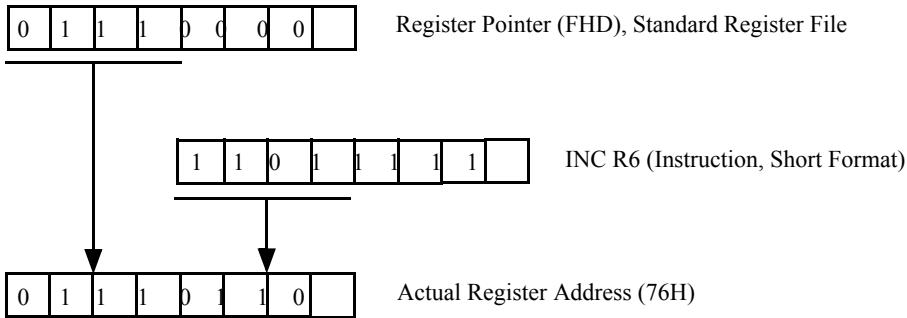 0 1 1 1 0 0 0 0 Register Pointer (FHD), Standard Register File
1 1 0 1 1 1 1 INC R6 (Instruction, Short Format)
0 1 1 1 0 1 1 0 Actual Register Address (76H)